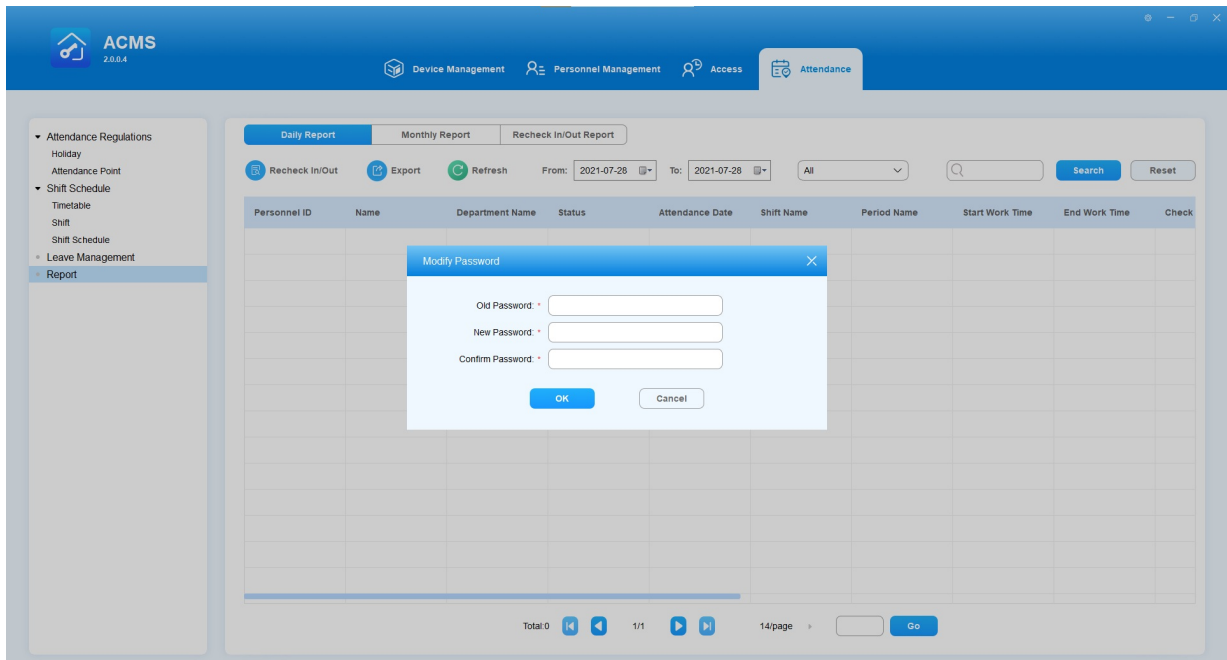 ACMS
2.0.0.4
Device Management
Personnel Management
Access
Attendance
Attendance Regulations
Holiday
Attendance Point
Shift Schedule
Timetable
Shift
Shift Schedule
Leave Management
Report
Daily Report Monthly Report Recheck In/Out Report
Recheck In/Out Export Refresh From: 2021-07-28 To: 2021-07-28 All Search Reset
Personnel ID Name Department Name Status Attendance Date Shift Name Period Name Start Work Time End Work Time Check
Modify Password
Old Password: *
New Password: *
Confirm Password: *
OK Cancel
Total:0 1/1 14/page Go